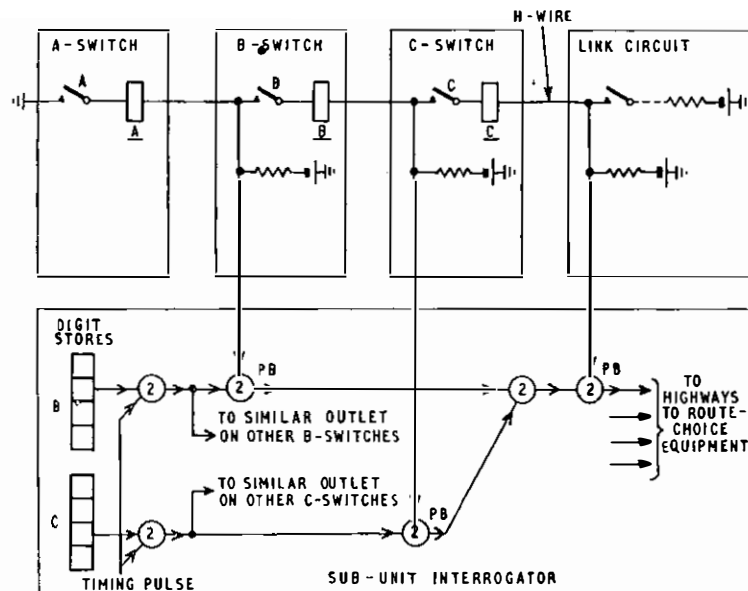 H-WIRE
A-SWITCH
B-SWITCH
C-SWITCH
LINK CIRCUIT
A
B
C
A
B
C
DIGIT
STORES
B
2
2
PB
2
2
PB
TO
HIGHWAYS
TO ROUTE-
CHOICE
EQUIPMENT
TO SIMILAR OUTLET
ON OTHER B-SWITCHES
TO SIMILAR OUTLET
ON OTHER C-SWITCHES
C
2
2
PB
TIMING PULSE
SUB-UNIT INTERROGATOR